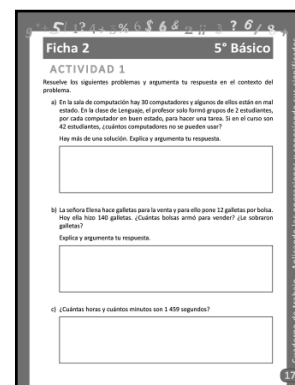 Ficha 2
5° Básico
ACTIVIDAD 1
Resuelve los siguientes problemas y argumenta tu respuesta en el contexto del
problema.
a) En la sala de computación hay 30 computadores y algunos de ellos están en mal
estado. En la clase de Lenguaje, el profesor solo formó grupos de 2 estudiantes,
por cada computador en buen estado, para hacer una tarea. Si en el curso son
42 estudiantes, ¿cuántos computadores no se pueden usar?
Hay más de una solución. Explica y argumenta tu respuesta.
b) La señora Elena hace galletas para la venta y para ello pone 12 galletas por bolsa.
Hoy ella hizo 140 galletas. ¿Cuántas bolsas armó para vender? ¿Le sobraron
galletas?
Explica y argumenta tu respuesta.
c) ¿Cuántas horas y cuántos minutos son 1 459 segundos?
17